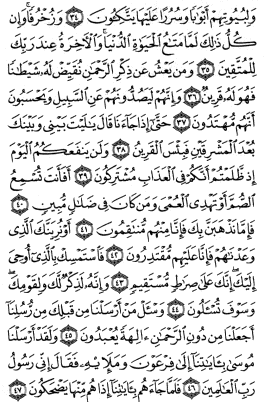 وَلِبُيُوتِهِمْ أَبْوَٰبًا وَسُرُرًا عَلَيْهَا يَتَّكِـُٔونَ ٣٤ وَزُخْرُفًا ۚ وَإِن
كُلُّ ذَٰلِكَ لَمَّا مَتَـٰعُ ٱلْحَيَوٰةِ ٱلدُّنْيَا ۚ وَٱلْـَٔاخِرَةُ عِندَ رَبِّكَ
لِلْمُتَّقِينَ ٣٥ وَمَن يَعْشُ عَن ذِكْرِ ٱلرَّحْمَـٰنِ نُقَيِّضْ لَهُۥ شَيْطَـٰنًا
فَهُوَ لَهُۥ قَرِينٌ ٣٦ وَإِنَّهُمْ لَيَصُدُّونَهُمْ عَنِ ٱلسَّبِيلِ وَيَحْسَبُونَ
أَنَّهُم مُّهْتَدُونَ ٣٧ حَتَّىٰٓ إِذَا جَآءَنَا قَالَ يَـٰلَيْتَ بَيْنِى وَبَيْنَكَ
بُعْدَ ٱلْمَشْرِقَيْنِ فَبِئْسَ ٱلْقَرِينُ ٣٨ وَلَن يَنفَعَكُمُ ٱلْيَوْمَ
إِذ ظَّلَمْتُمْ أَنَّكُمْ فِى ٱلْعَذَابِ مُشْتَرِكُونَ ٣٩ أَفَأَنتَ تُسْمِعُ
ٱلصُّمَّ أَوْ تَهْدِى ٱلْعُمْىَ وَمَن كَانَ فِى ضَلَـٰلٍ مُّبِينٍ ٤٠
فَإِمَّا نَذْهَبَنَّ بِكَ فَإِنَّا مِنْهُم مُّنتَقِمُونَ ٤١ أَوْ نُرِيَنَّكَ ٱلَّذِى
وَعَدْنَـٰهُمْ فَإِنَّا عَلَيْهِم مُّقْتَدِرُونَ ٤٢ فَٱسْتَمْسِكْ بِٱلَّذِىٓ أُوحِىَ
إِلَيْكَ ۖ إِنَّكَ عَلَىٰ صِرَٰطٍ مُّسْتَقِيمٍ ٤٣ وَإِنَّهُۥ لَذِكْرٌ لَّكَ وَلِقَوْمِكَ ۖ
وَسَوْفَ تُسْـَٔلُونَ ٤٤ وَسْـَٔلْ مَنْ أَرْسَلْنَا مِن قَبْلِكَ مِن رُّسُلِنَآ
أَجَعَلْنَا مِن دُونِ ٱلرَّحْمَـٰنِ ءَالِهَةً يُعْبَدُونَ ٤٥ وَلَقَدْ أَرْسَلْنَا
مُوسَىٰ بِـَٔايَـٰتِنَآ إِلَىٰ فِرْعَوْنَ وَمَلَإِي۟هِۦ فَقَالَ إِنِّى رَسُولُ
رَبِّ ٱلْعَـٰلَمِينَ ٤٦ فَلَمَّا جَآءَهُم بِـَٔايَـٰتِنَآ إِذَا هُم مِّنْهَا يَضْحَكُونَ ٤٧